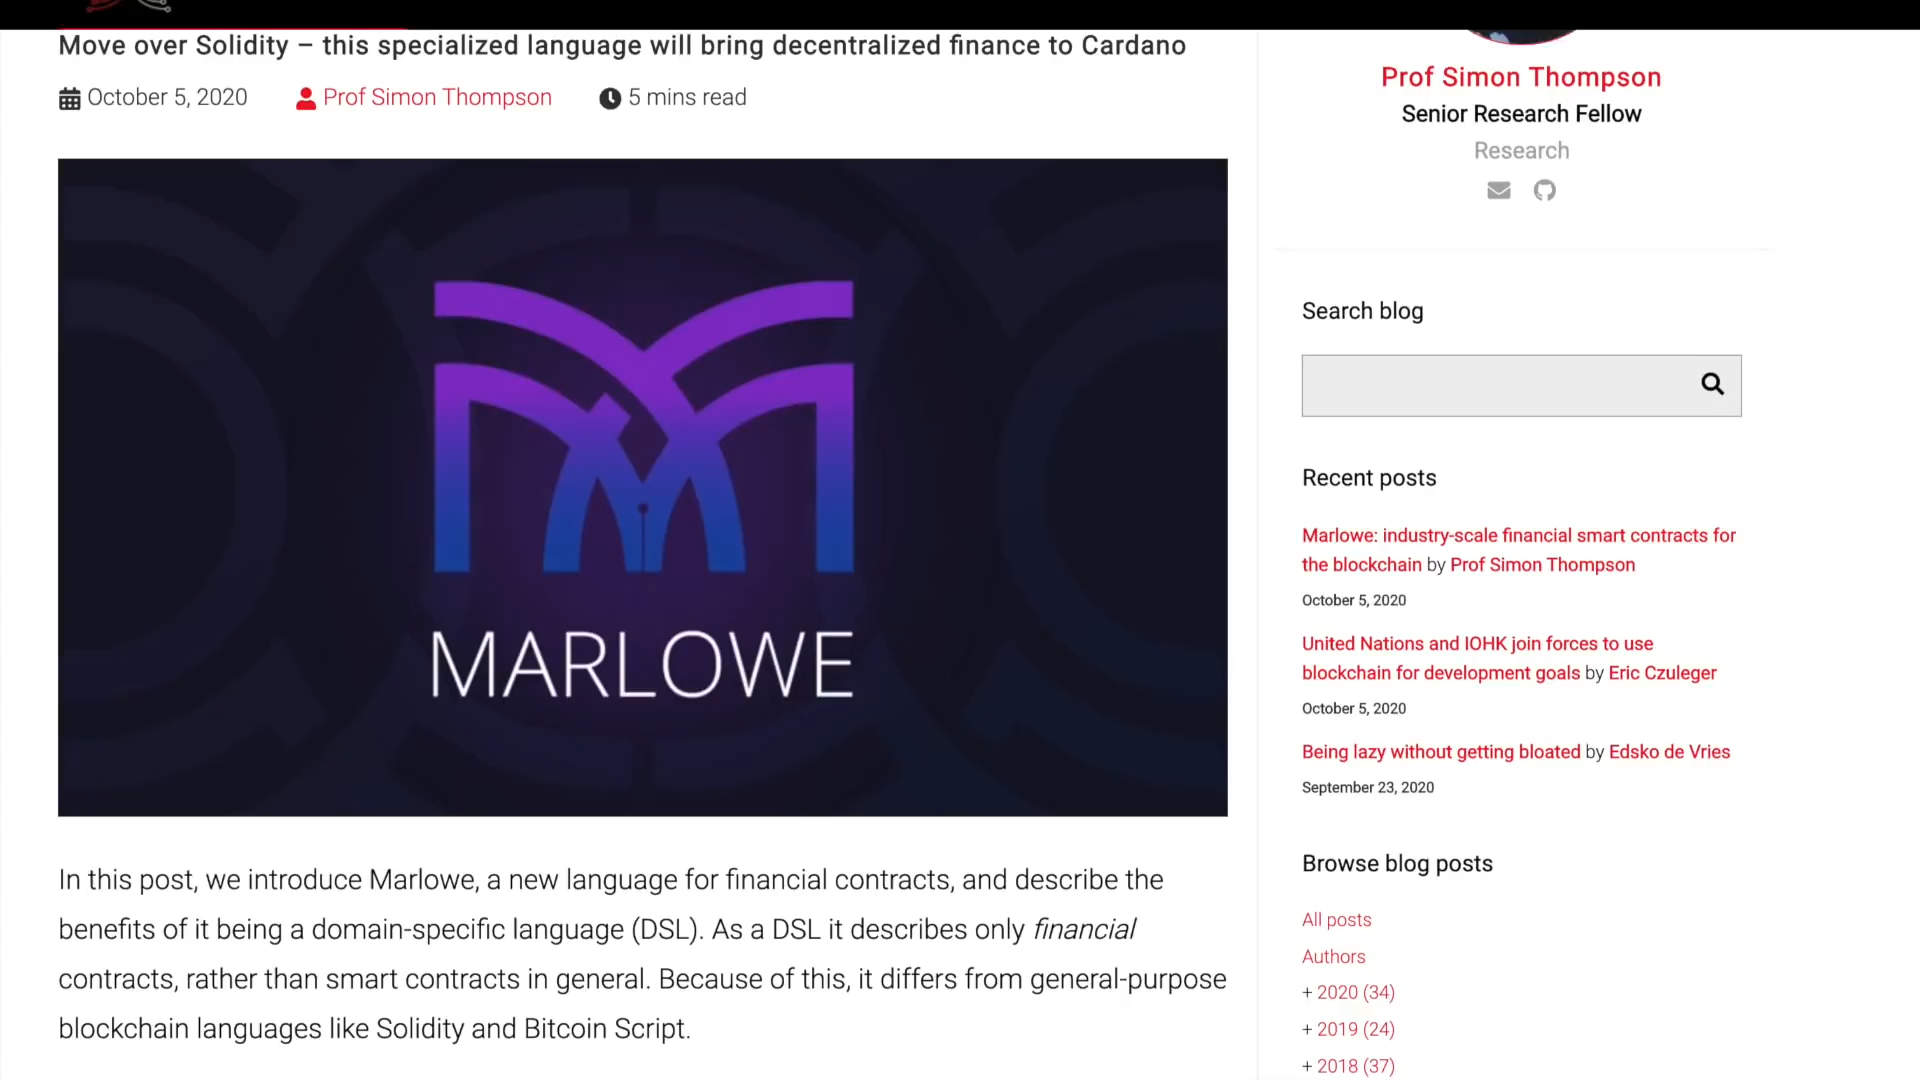 Move over Solidity – this specialized language will bring decentralized finance to Cardano
October 5, 2020 Prof Simon Thompson 5 mins read
MARLOWE
In this post, we introduce Marlowe, a new language for financial contracts, and describe the
benefits of it being a domain-specific language (DSL). As a DSL it describes only financial
contracts, rather than smart contracts in general. Because of this, it differs from general-purpose
blockchain languages like Solidity and Bitcoin Script.
Prof Simon Thompson
Senior Research Fellow
Research
Search blog
Recent posts
Marlowe: industry-scale financial smart contracts for
the blockchain by Prof Simon Thompson
October 5, 2020
United Nations and IOHK join forces to use
blockchain for development goals by Eric Czuleger
October 5, 2020
Being lazy without getting bloated by Edsko de Vries
September 23, 2020
Browse blog posts
All posts
Authors
+ 2020 (34)
+ 2019 (24)
+ 2018 (37)